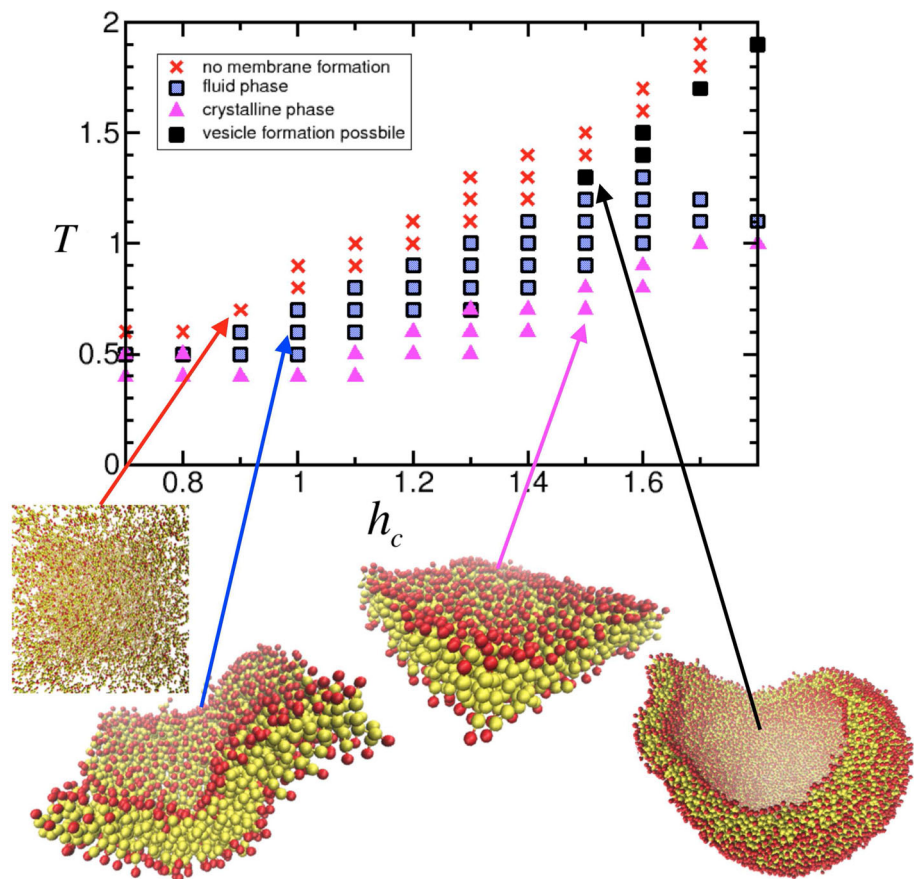 2
no membrane formation
fluid phase
crystalline phase
vesicle formation possbile
1.5
T
1
0.5
0
0.8
1
1.2
1.4
1.6
h_c